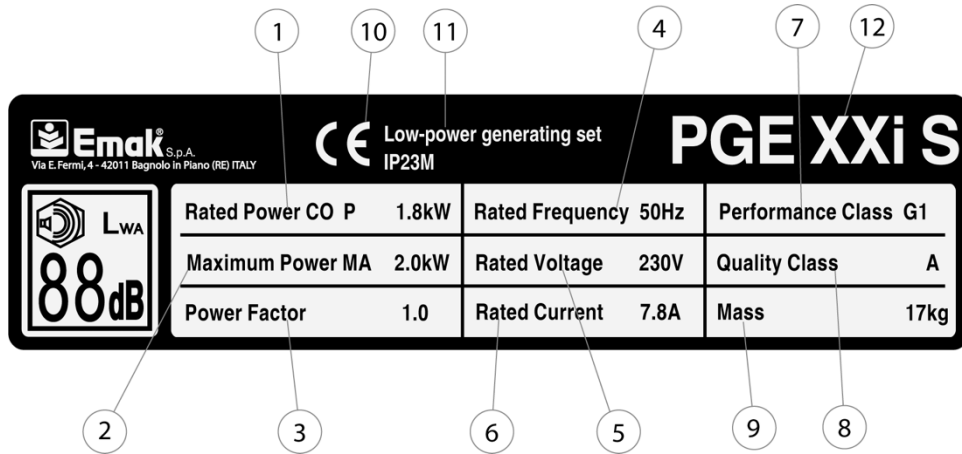 1
10
11
4
7
12
Emak® S.p.A.
Via E. Fermi, 4 - 42011 Bagnolo in Piano (RE) ITALY
CE
Low-power generating set
IP23M
PGE XXi S
LWA
88dB
Rated Power CO P 1.8kW
Rated Frequency 50Hz
Performance Class G1
Maximum Power MA 2.0kW
Rated Voltage 230V
Quality Class A
Power Factor 1.0
Rated Current 7.8A
Mass 17kg
2
3
6
5
9
8